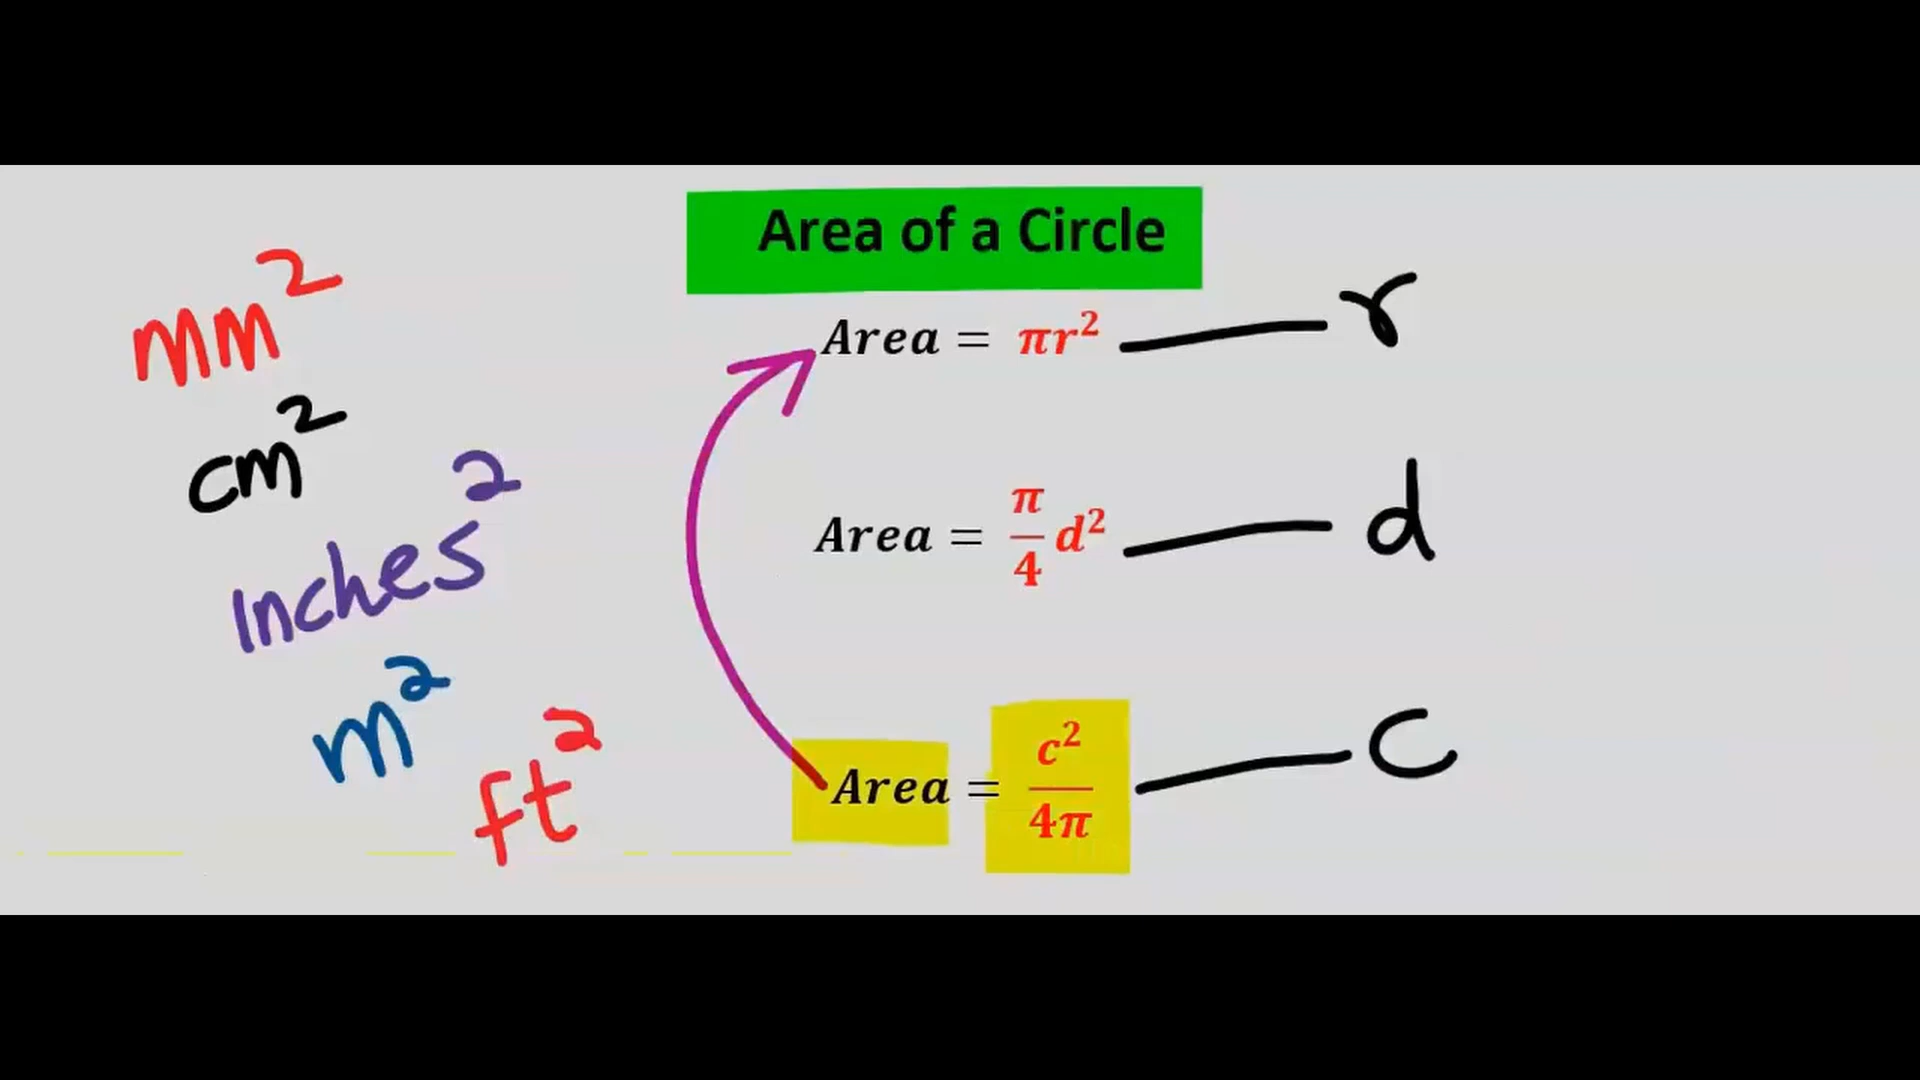 Area of a Circle
mm²
cm²
inches²
m²
ft²
Area = πr² r
Area = π/4 d² d
Area = c²/4π c